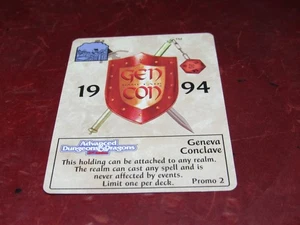 GEN
CON
19 94
Advanced
Dungeons & Dragons
Geneva
Conclave
This holding can be attached to any realm.
The realm can cast any spell and is
never affected by events.
Limit one per deck. Promo 2